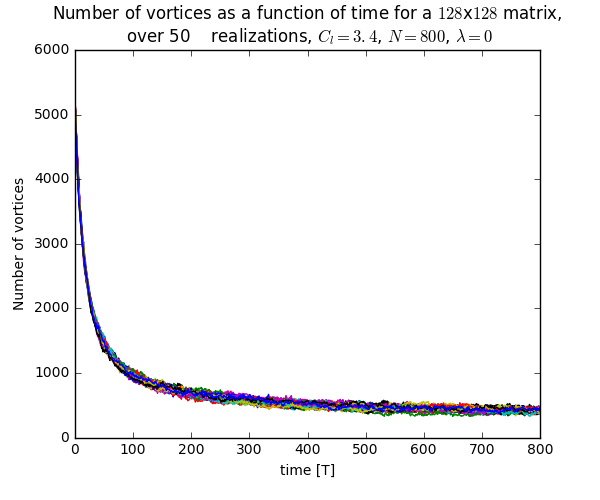 Number of vortices as a function of time for a 128x128 matrix,
over 50 realizations, C_l = 3.4, N = 800, λ = 0
6000
5000
4000
3000
2000
1000
0
Number of vortices
0 100 200 300 400 500 600 700 800
time [T]